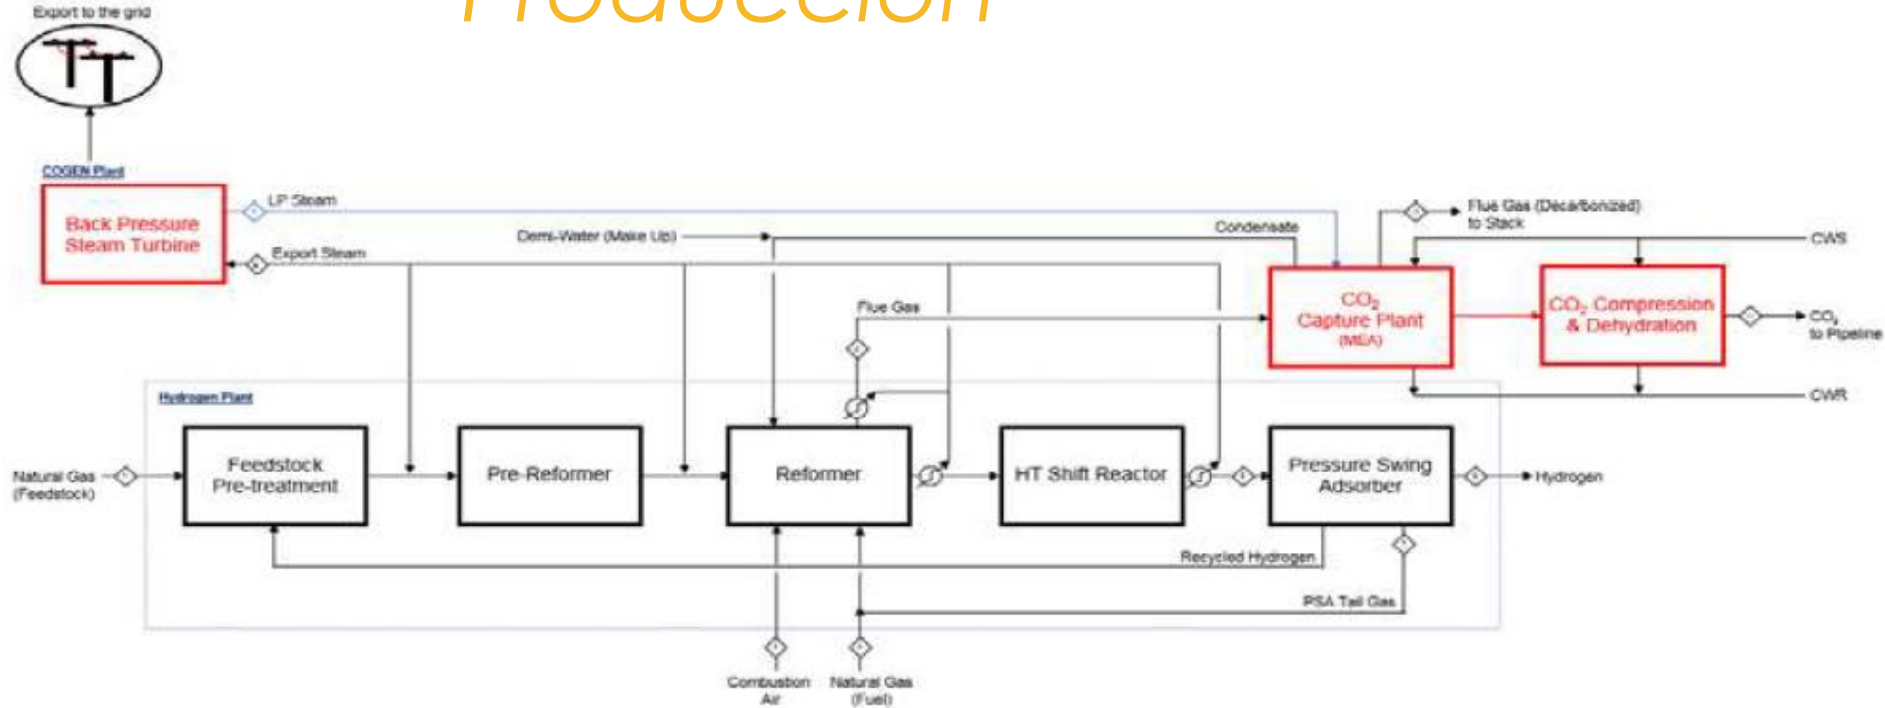 Producción
Export to the grid
COGEN Plant
Back Pressure
Steam Turbine
LP Steam
Export Steam
Demi-Water (Make Up)
Condensate
Flue Gas (Decarbonized)
to Stack
CWS
Flue Gas
CO₂
Capture Plant
(MEA)
CO₂ Compression
& Dehydration
CO₂
to Pipeline
CWR
Hydrogen Plant
Natural Gas
(Feedstock)
Feedstock
Pre-treatment
Pre-Reformer
Reformer
HT Shift Reactor
Pressure Swing
Adsorber
Hydrogen
Recycled Hydrogen
PSA Tail Gas
Combustion
Air
Natural Gas
(Fuel)